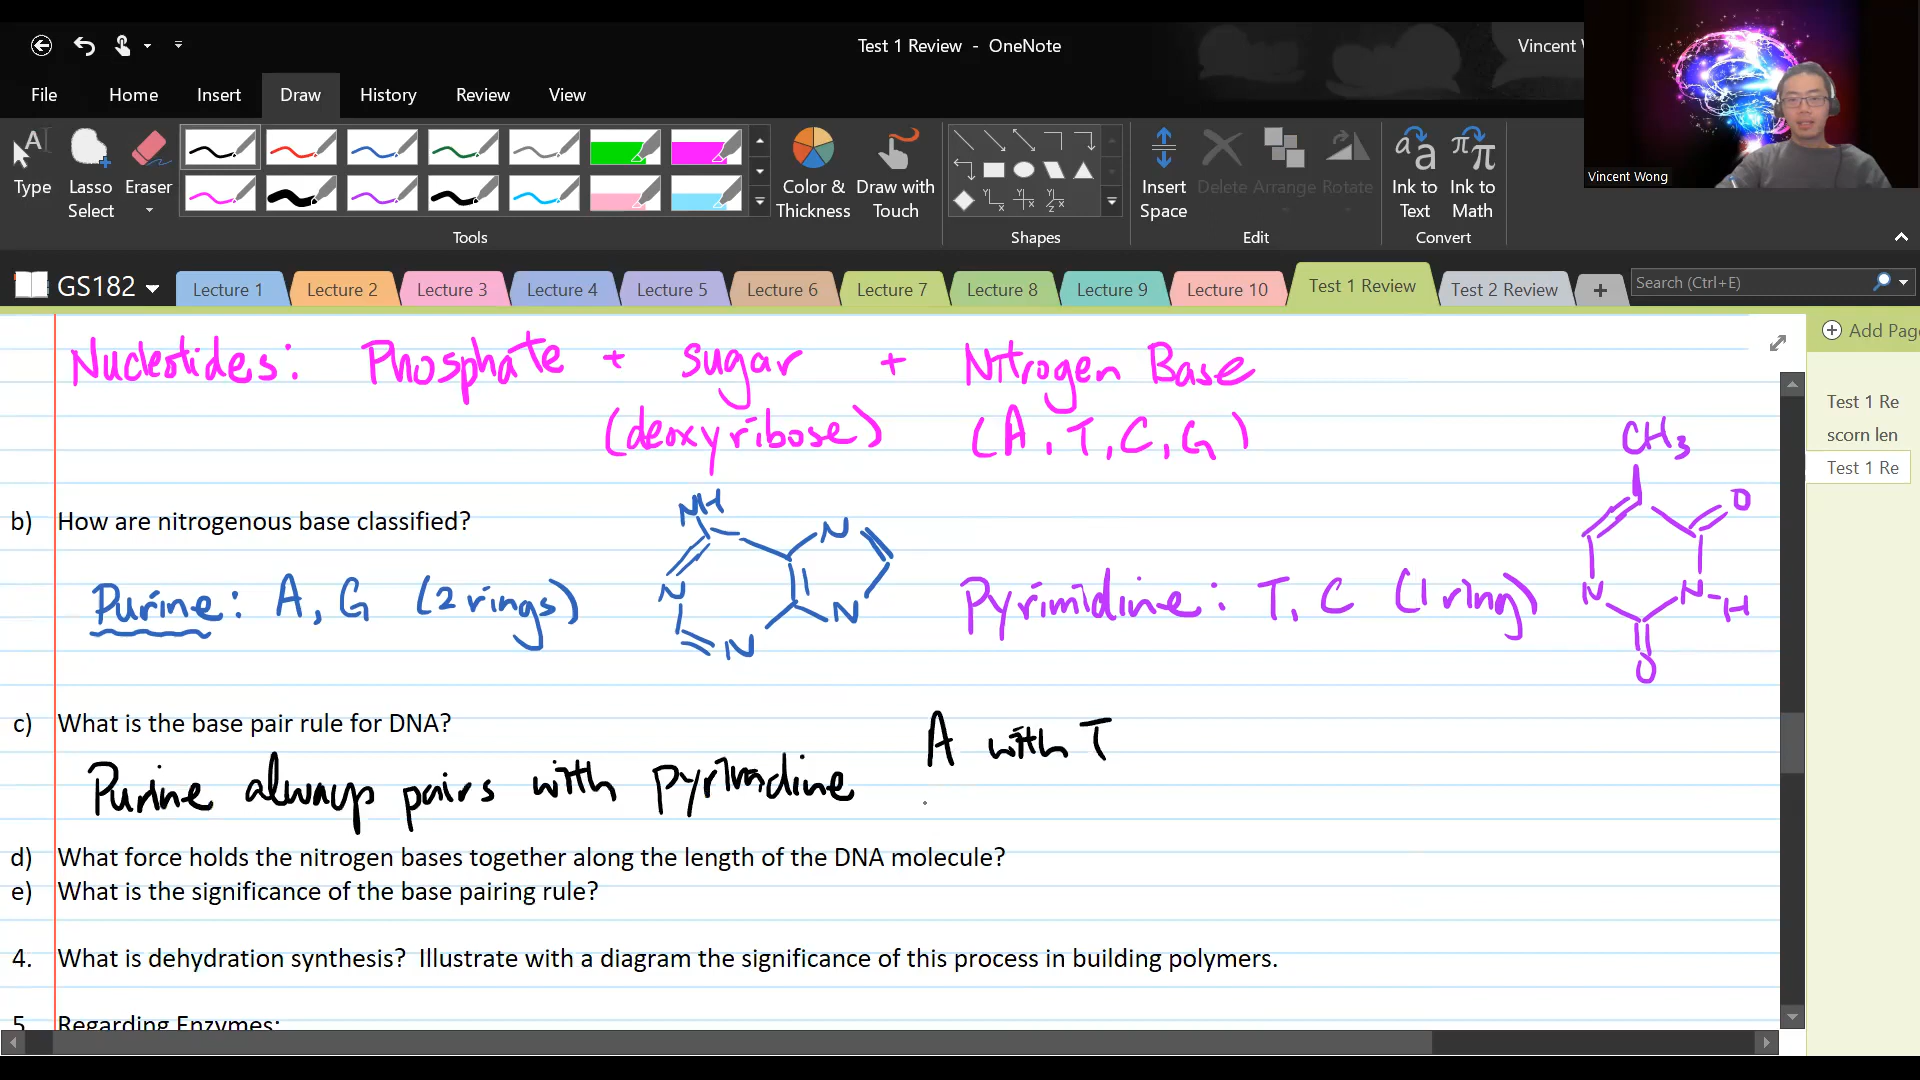 Test 1 Review - OneNote
Vincent W
File Home Insert Draw History Review View
Type
Lasso Select
Eraser
Color & Thickness
Draw with Touch
Insert Space
Delete Arrange Rotate
Ink to Text
Ink to Math
Tools Shapes Edit Convert
Vincent Wong
GS182 Lecture 1 Lecture 2 Lecture 3 Lecture 4 Lecture 5 Lecture 6 Lecture 7 Lecture 8 Lecture 9 Lecture 10 Test 1 Review Test 2 Review + Search (Ctrl+E)
Add Pag
Test 1 Re
scorn len
Test 1 Re
Nucleotides: Phosphate + sugar + Nitrogen Base
(deoxyribose) (A, T, C, G)
b) How are nitrogenous base classified?
Purine: A, G (2 rings)
NH
N
N
N
N
Pyrimidine: T, C (1 ring)
CH3
O
N
N-H
O
c) What is the base pair rule for DNA?
A with T
Purine always pairs with pyrimadine
d) What force holds the nitrogen bases together along the length of the DNA molecule?
e) What is the significance of the base pairing rule?
4. What is dehydration synthesis? Illustrate with a diagram the significance of this process in building polymers.
5. Regarding Enzymes: